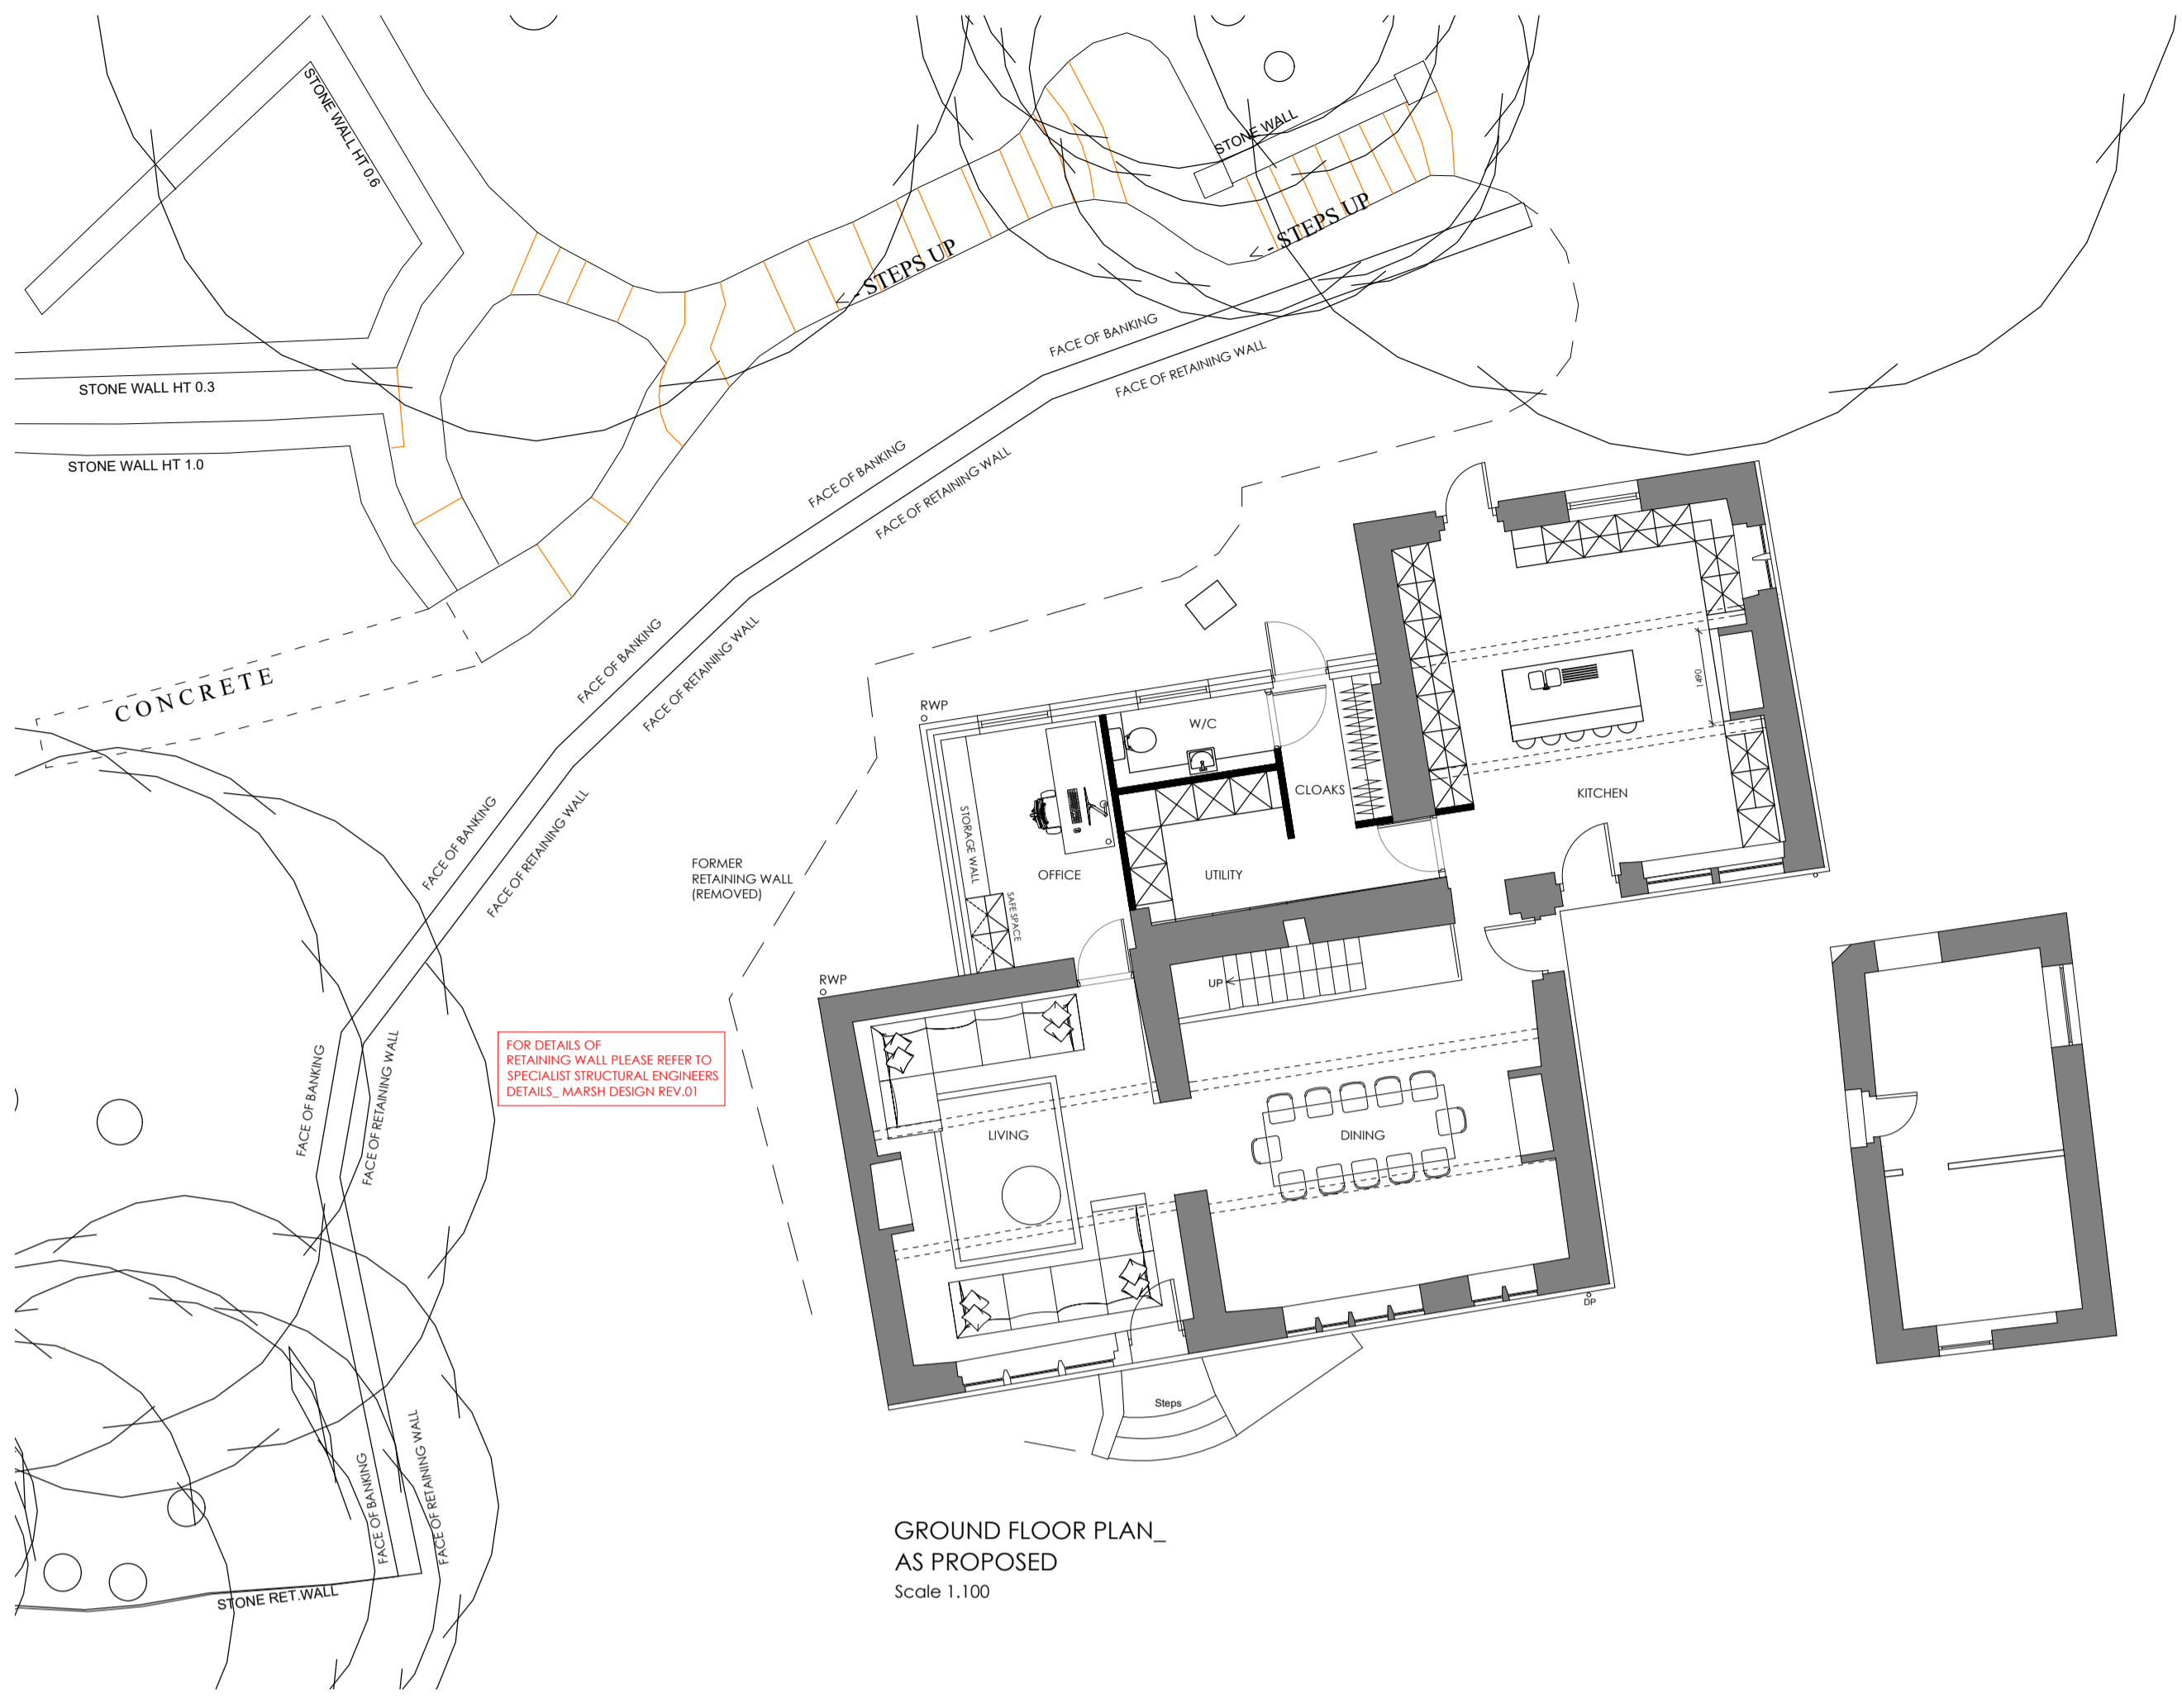 STONE WALL HT 0.6
STONE WALL
- STEPS UP
- STEPS UP
FACE OF BANKING
FACE OF RETAINING WALL
STONE WALL HT 0.3
STONE WALL HT 1.0
FACE OF BANKING
FACE OF RETAINING WALL
FACE OF BANKING
FACE OF RETAINING WALL
CONCRETE
RWP
W/C
1490
CLOAKS
KITCHEN
STORAGE WALL
FACE OF BANKING
FACE OF RETAINING WALL
FORMER
RETAINING WALL
(REMOVED)
OFFICE
UTILITY
SAFE SPACE
RWP
UP
FOR DETAILS OF
RETAINING WALL PLEASE REFER TO
SPECIALIST STRUCTURAL ENGINEERS
DETAILS_ MARSH DESIGN REV.01
FACE OF BANKING
FACE OF RETAINING WALL
LIVING
DINING
DP
Steps
FACE OF BANKING
FACE OF RETAINING WALL
STONE RET.WALL
GROUND FLOOR PLAN_
AS PROPOSED
Scale 1.100